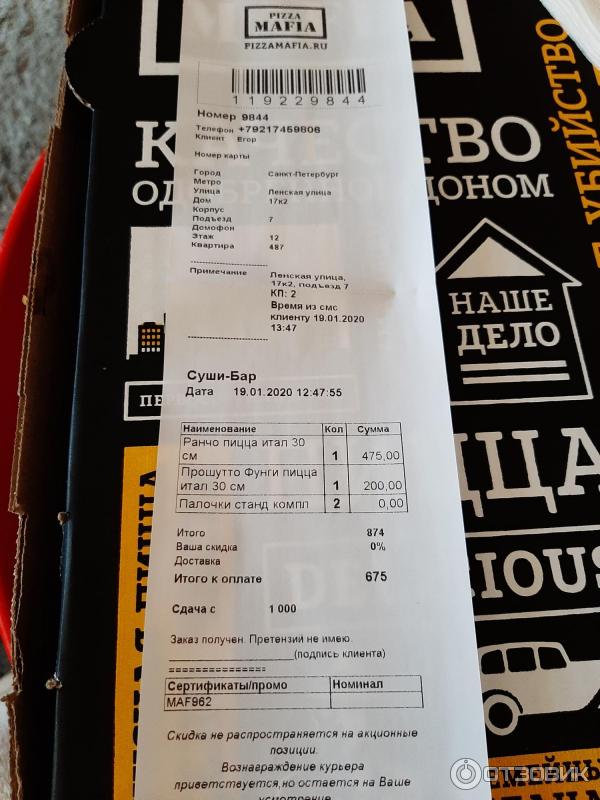 PIZZA
MAFIA
PIZZAMAFIA.RU
119229844
Номер 9844
Телефон +79217459806
Клиент Егор
Номер карты
Город Санкт-Петербург
Метро
Улица Ленская улица
Дом 17к2
Корпус
Подъезд 7
Домофон
Этаж 12
Квартира 487
Примечание Ленская улица,
17к2, подъезд 7
КП: 2
Время из смс
клиенту 19.01.2020
13:47
Суши-Бар
Дата 19.01.2020 12:47:55
Наименование Кол Сумма
Ранчо пицца итал 30
см 1 475,00
Прошутто Фунги пицца
итал 30 см 1 200,00
Палочки станд компл 2 0,00
Итого 874
Ваша скидка 0%
Доставка
Итого к оплате 675
Сдача с 1 000
Заказ получен. Претензий не имею.
(подпись клиента)
Сертификаты/промо Номинал
MAF962
Скидка не распространяется на акционные
позиции.
Вознаграждение курьера
приветствуется,но остается на Ваше
усмотрение
УБИЙСТВО
ДОНОМ
НАШЕ
ДЕЛО
ОТЗОВИК